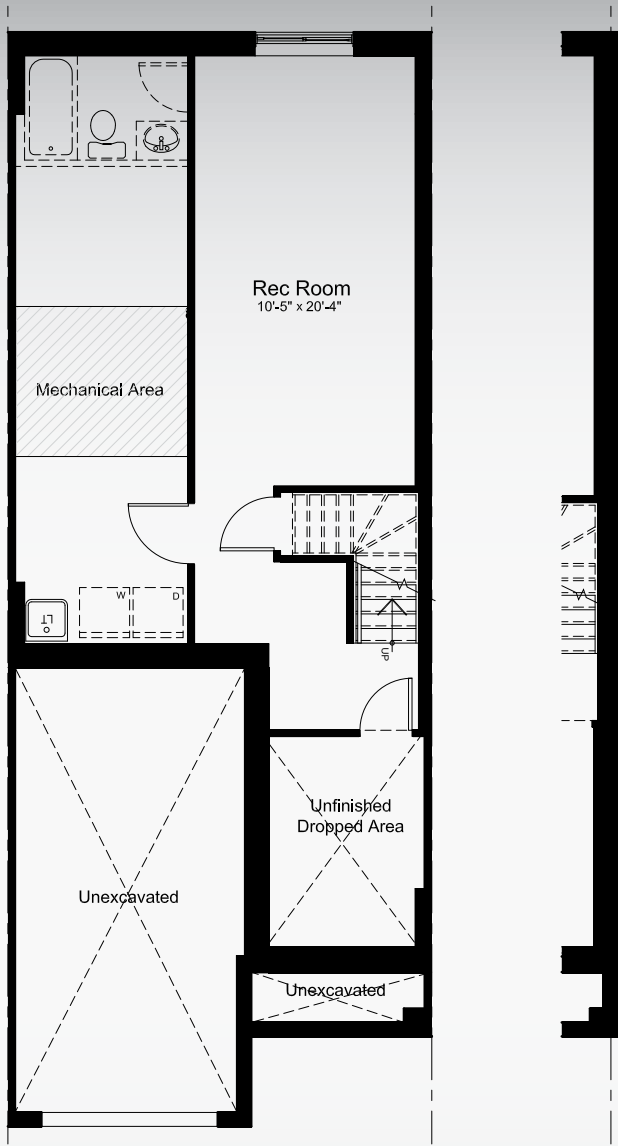 Rec Room
10'-5" x 20'-4"
Mechanical Area
W
D
LT
UP
Unfinished
Dropped Area
Unexcavated
Unexcavated